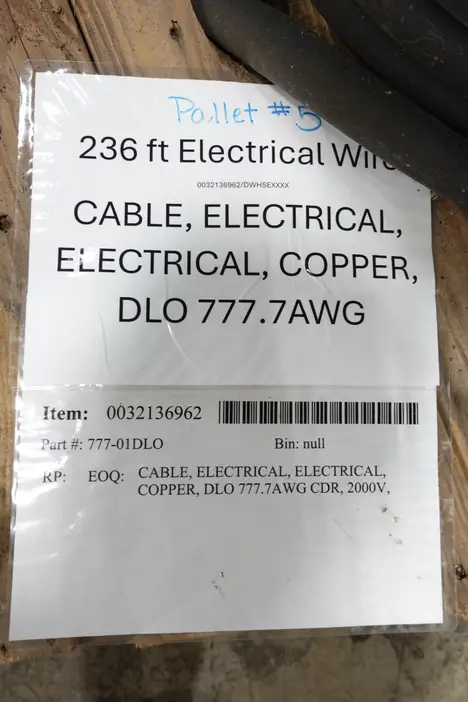 Pallet #5
236 ft Electrical Wire
0032136962/DWHSEXXXX
CABLE, ELECTRICAL,
ELECTRICAL, COPPER,
DLO 777.7AWG
Item: 0032136962
Part #: 777-01DLO Bin: null
RP: EOQ: CABLE, ELECTRICAL, ELECTRICAL,
COPPER, DLO 777.7AWG CDR, 2000V,